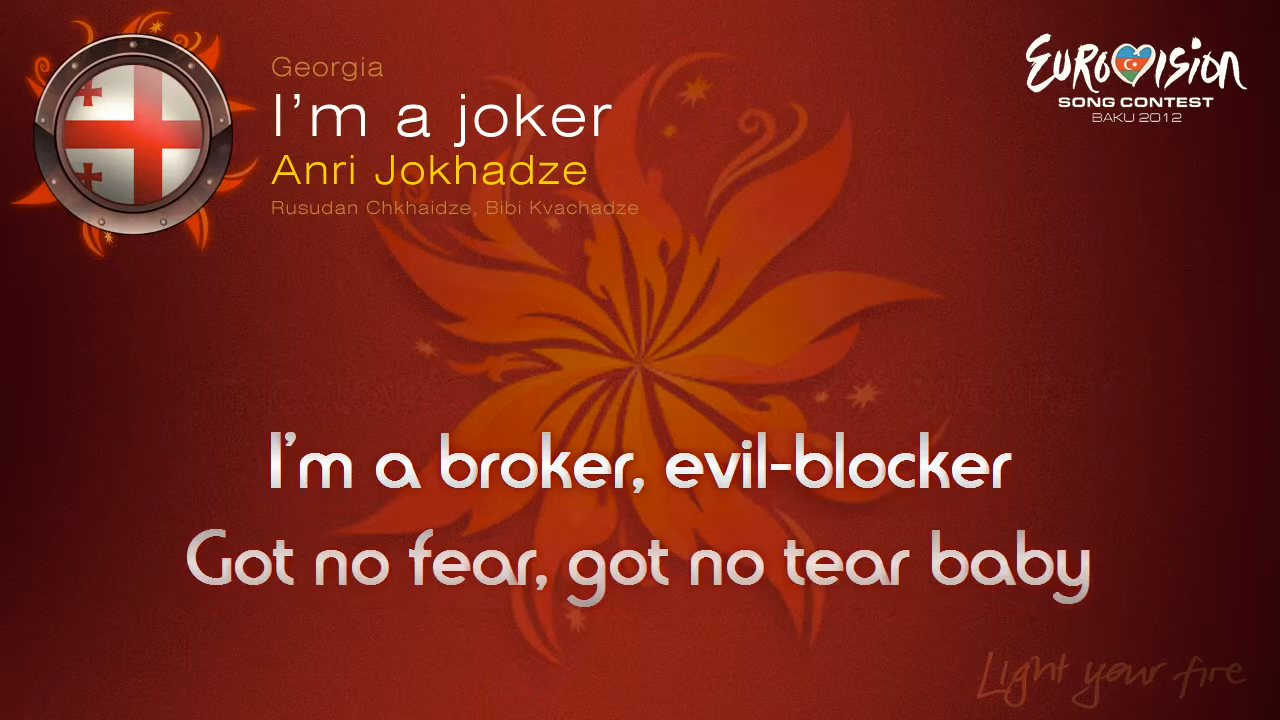 Georgia
I'm a joker
Anri Jokhadze
Rusudan Chkhaidze, Bibi Kvachadze
EUROVISION
SONG CONTEST
BAKU 2012
I'm a broker, evil-blocker
Got no fear, got no tear baby
Light your fire